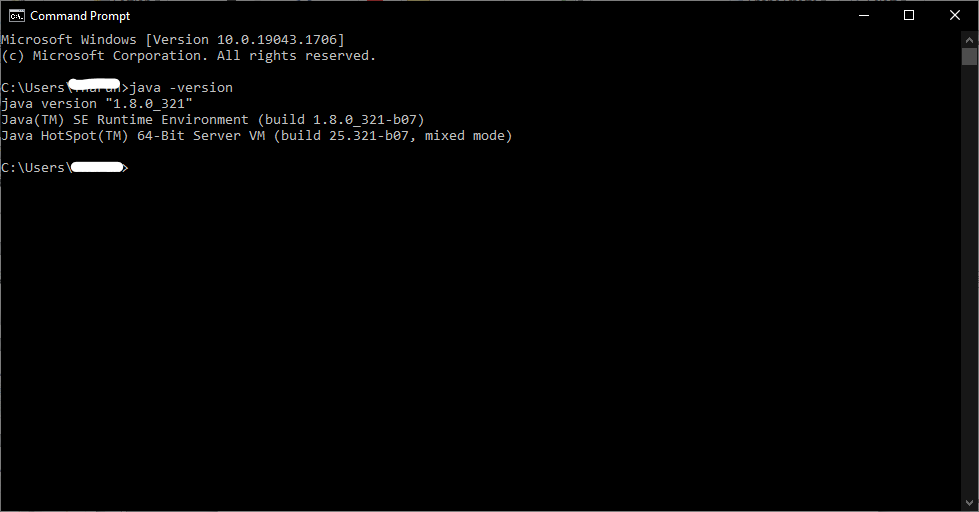 Command Prompt
Microsoft Windows [Version 10.0.19043.1706]
(c) Microsoft Corporation. All rights reserved.
C:\Users\>java -version
java version "1.8.0_321"
Java(TM) SE Runtime Environment (build 1.8.0_321-b07)
Java HotSpot(TM) 64-Bit Server VM (build 25.321-b07, mixed mode)
C:\Users\>